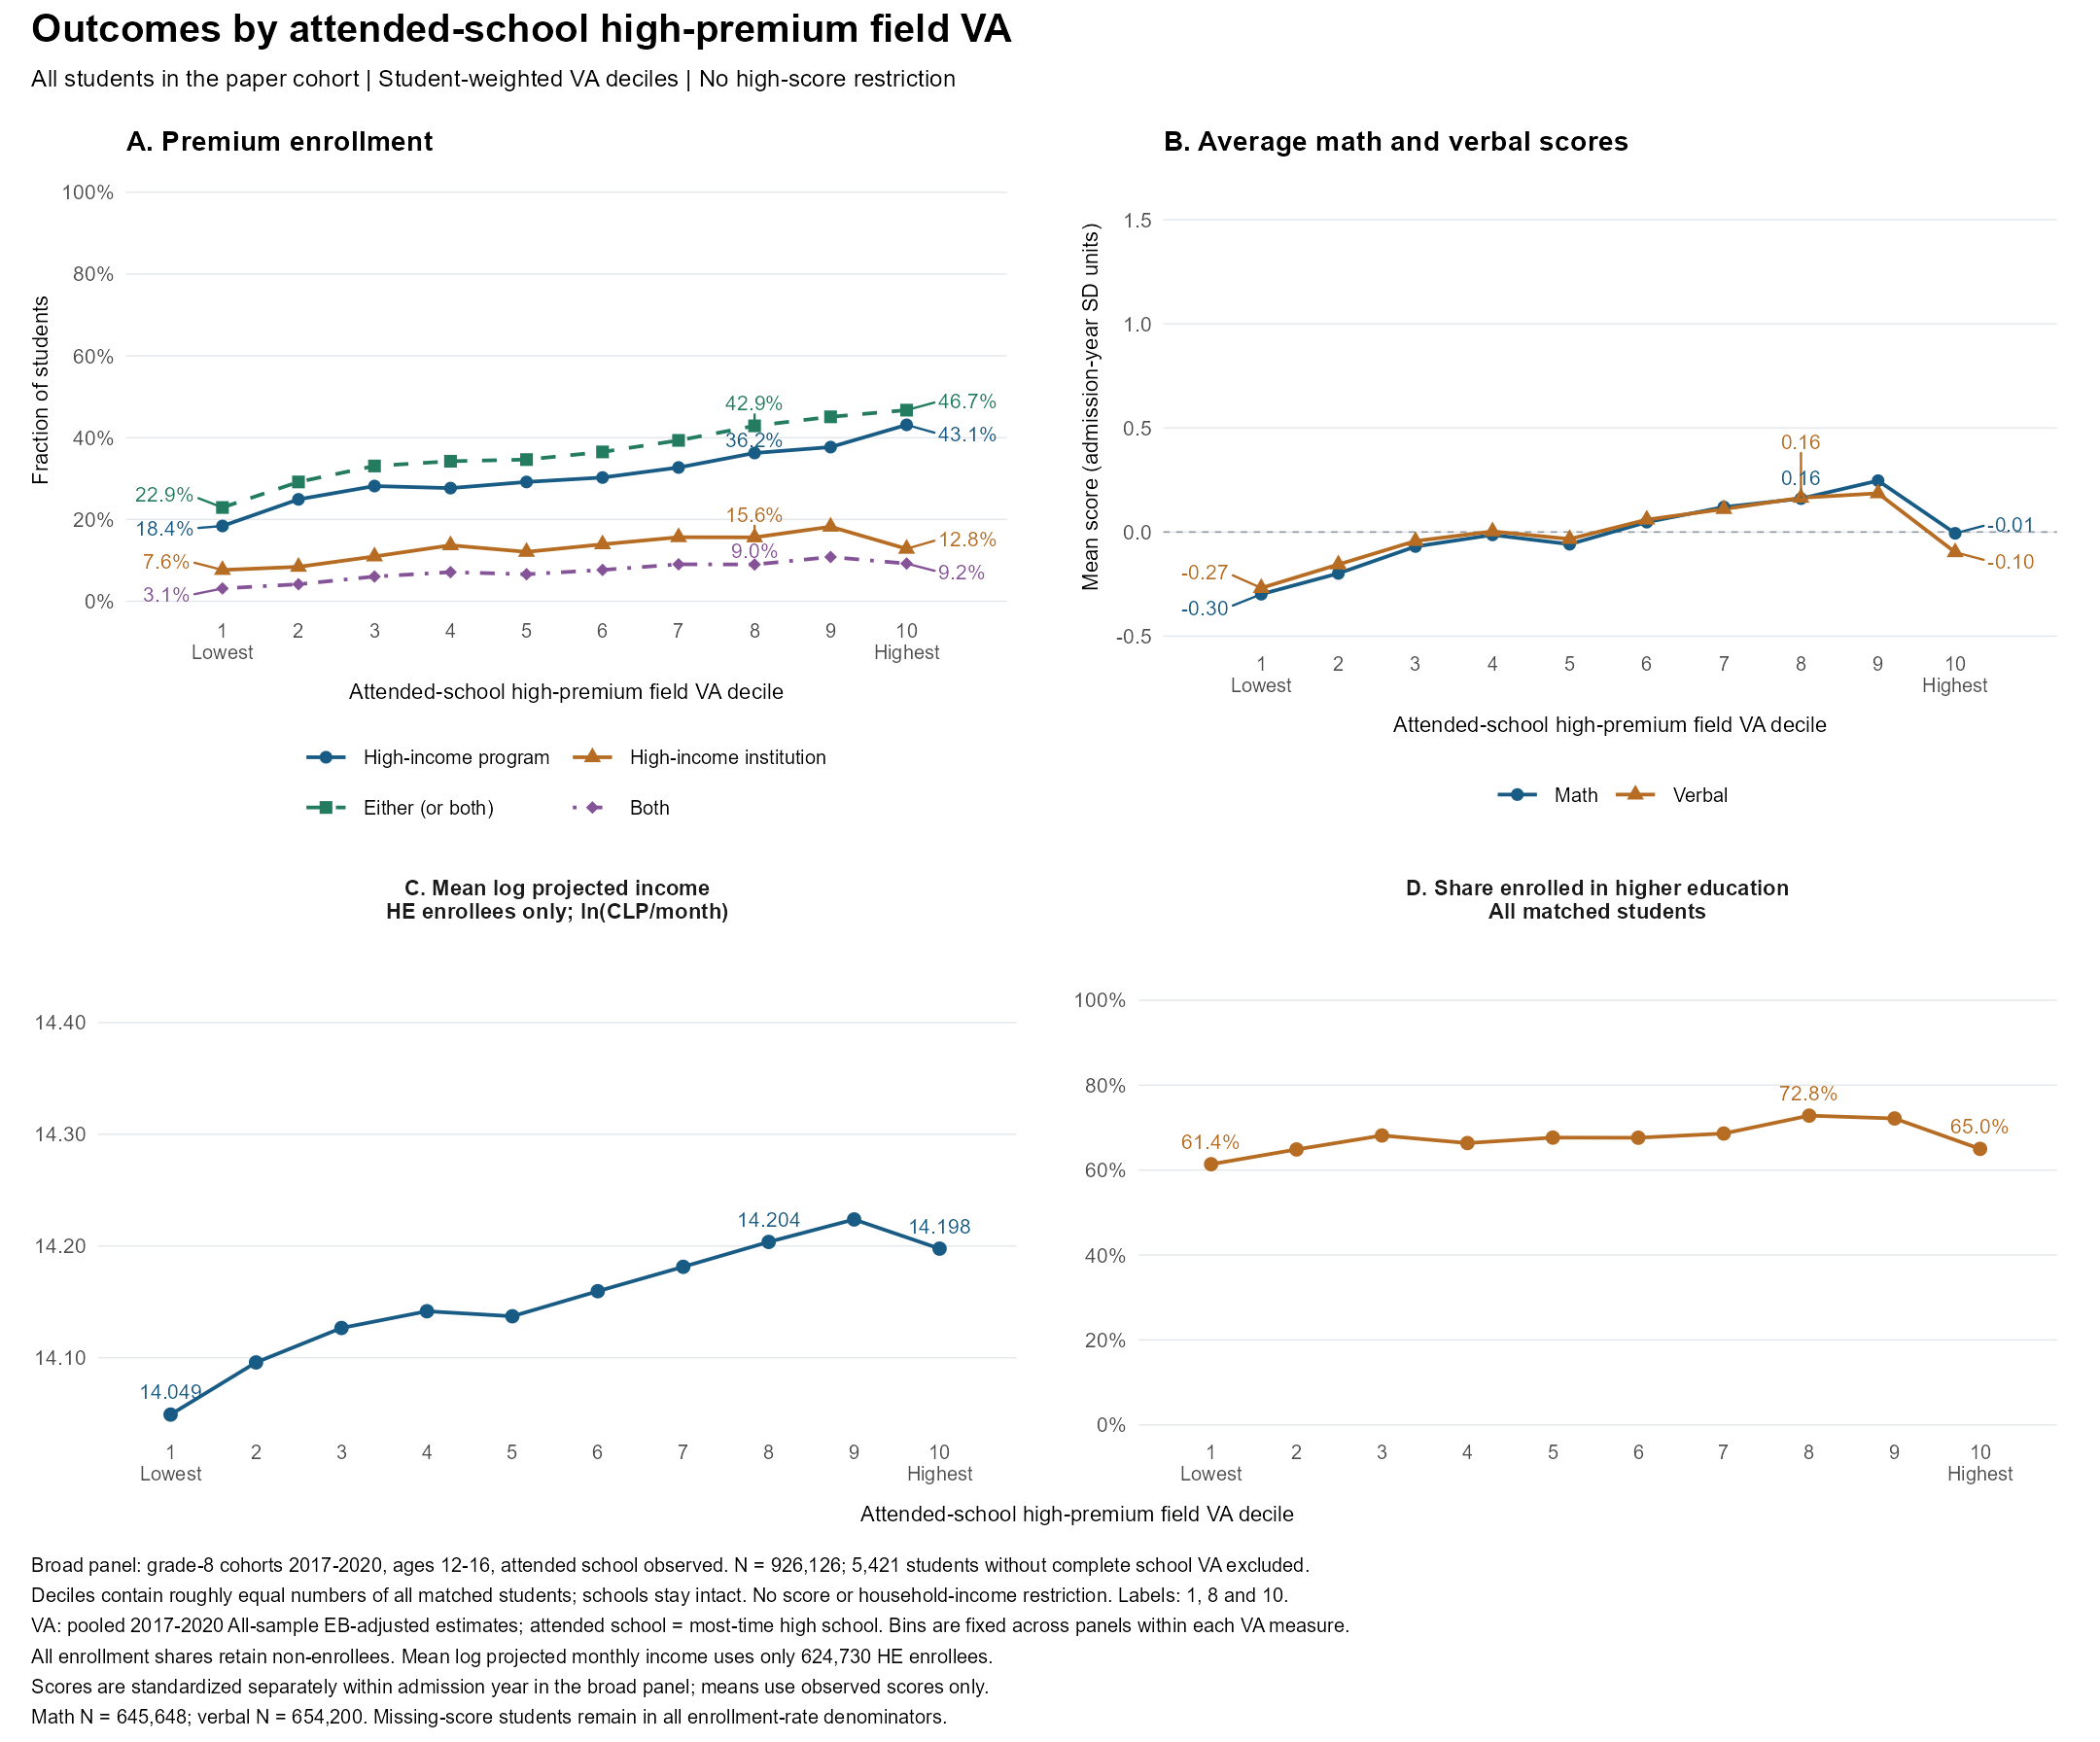 Outcomes by attended-school high-premium field VA
All students in the paper cohort | Student-weighted VA deciles | No high-score restriction
A. Premium enrollment
100%
80%
60%
40%
20%
0%
Fraction of students
22.9%
18.4%
7.6%
3.1%
42.9%
36.2%
15.6%
9.0%
46.7%
43.1%
12.8%
9.2%
1 2 3 4 5 6 7 8 9 10
Lowest Highest
Attended-school high-premium field VA decile
High-income program High-income institution
Either (or both) Both
B. Average math and verbal scores
1.5
1.0
0.5
0.0
-0.5
Mean score (admission-year SD units)
-0.27
-0.30
0.16
0.16
-0.01
-0.10
1 2 3 4 5 6 7 8 9 10
Lowest Highest
Attended-school high-premium field VA decile
Math Verbal
C. Mean log projected income
HE enrollees only; ln(CLP/month)
14.40
14.30
14.20
14.10
14.049
14.204
14.198
1 2 3 4 5 6 7 8 9 10
Lowest Highest
D. Share enrolled in higher education
All matched students
100%
80%
60%
40%
20%
0%
61.4%
72.8%
65.0%
1 2 3 4 5 6 7 8 9 10
Lowest Highest
Attended-school high-premium field VA decile
Broad panel: grade-8 cohorts 2017-2020, ages 12-16, attended school observed. N = 926,126; 5,421 students without complete school VA excluded.
Deciles contain roughly equal numbers of all matched students; schools stay intact. No score or household-income restriction. Labels: 1, 8 and 10.
VA: pooled 2017-2020 All-sample EB-adjusted estimates; attended school = most-time high school. Bins are fixed across panels within each VA measure.
All enrollment shares retain non-enrollees. Mean log projected monthly income uses only 624,730 HE enrollees.
Scores are standardized separately within admission year in the broad panel; means use observed scores only.
Math N = 645,648; verbal N = 654,200. Missing-score students remain in all enrollment-rate denominators.